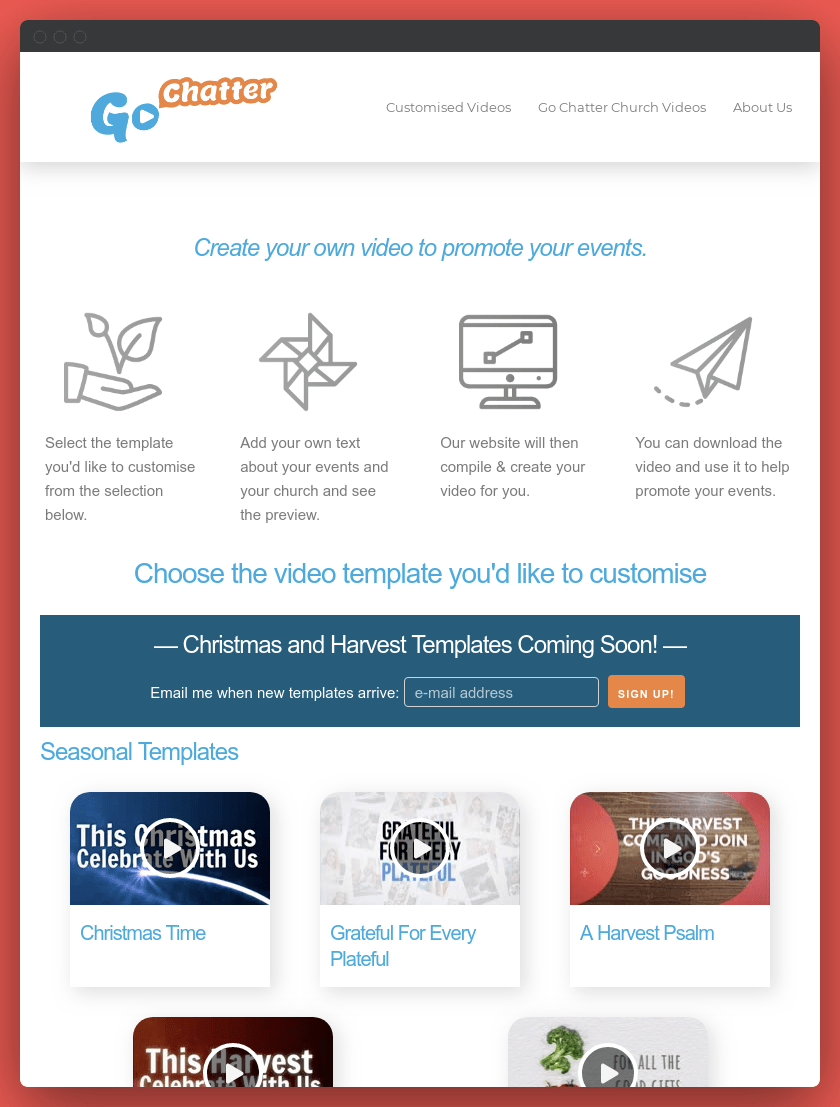 Go Chatter
Customised Videos
Go Chatter Church Videos
About Us
Create your own video to promote your events.
Select the template
you'd like to customise
from the selection
below.
Add your own text
about your events and
your church and see
the preview.
Our website will then
compile & create your
video for you.
You can download the
video and use it to help
promote your events.
Choose the video template you'd like to customise
— Christmas and Harvest Templates Coming Soon! —
Email me when new templates arrive: e-mail address SIGN UP!
Seasonal Templates
This Christmas
Celebrate With Us
GRATEFUL
FOR EVERY
PLATEFUL
THIS HARVEST
COME AND JOIN
IN GOD'S
GOODNESS
Christmas Time
Grateful For Every
Plateful
A Harvest Psalm
This Harvest
Celebrate With Us
FOR ALL THE
GOOD GIFTS